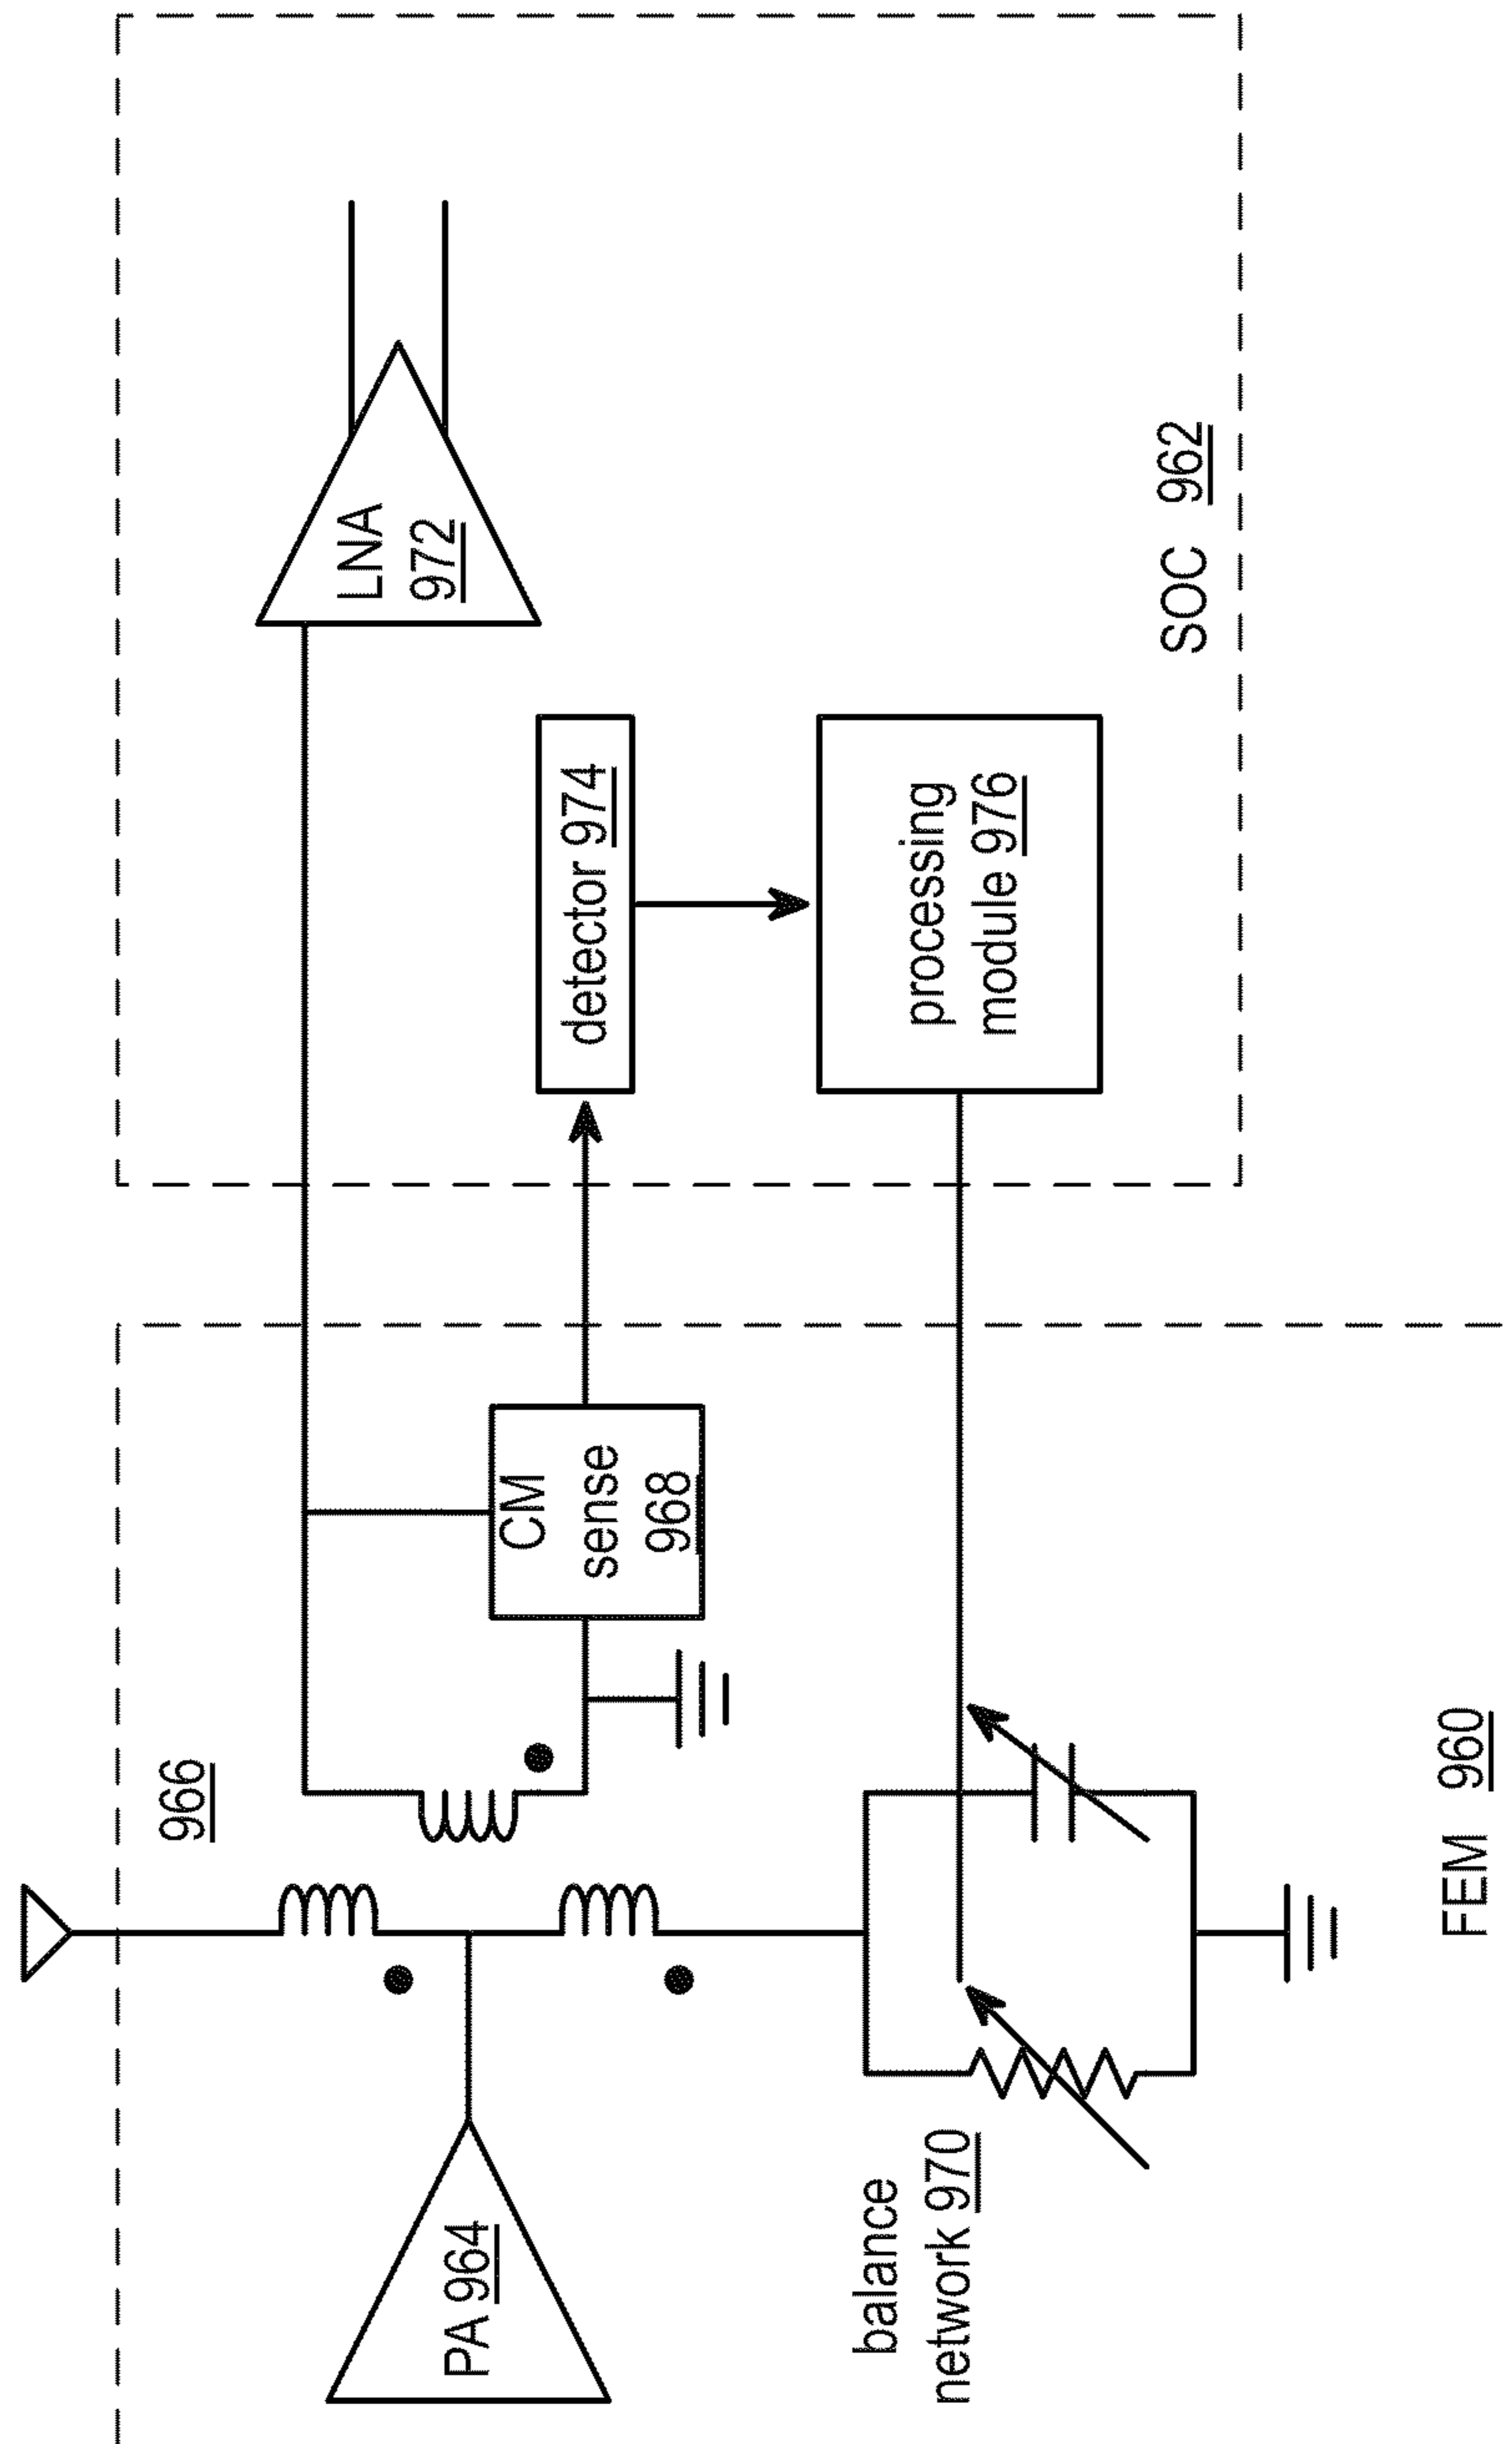 966
LNA
972
PA 964
CM
sense
968
detector 974
processing
module 976
balance
network 970
FEM 960
SOC 962